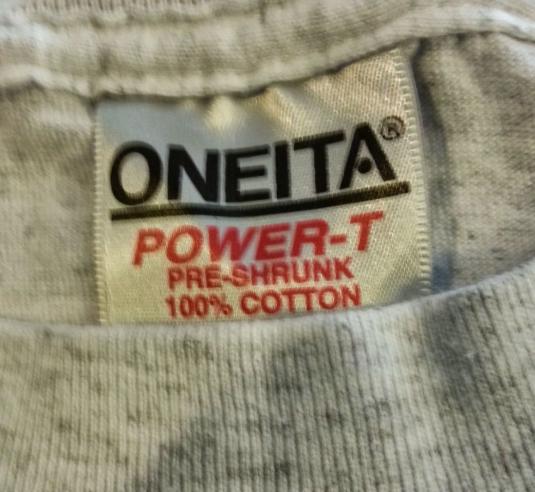 ONEITA®
POWER-T
PRE-SHRUNK
100% COTTON